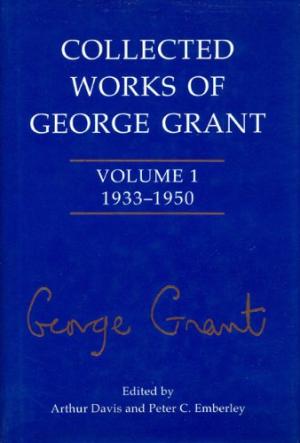 COLLECTED
WORKS OF
GEORGE GRANT
VOLUME 1
1933–1950
George Grant
Edited by
Arthur Davis and Peter C. Emberley